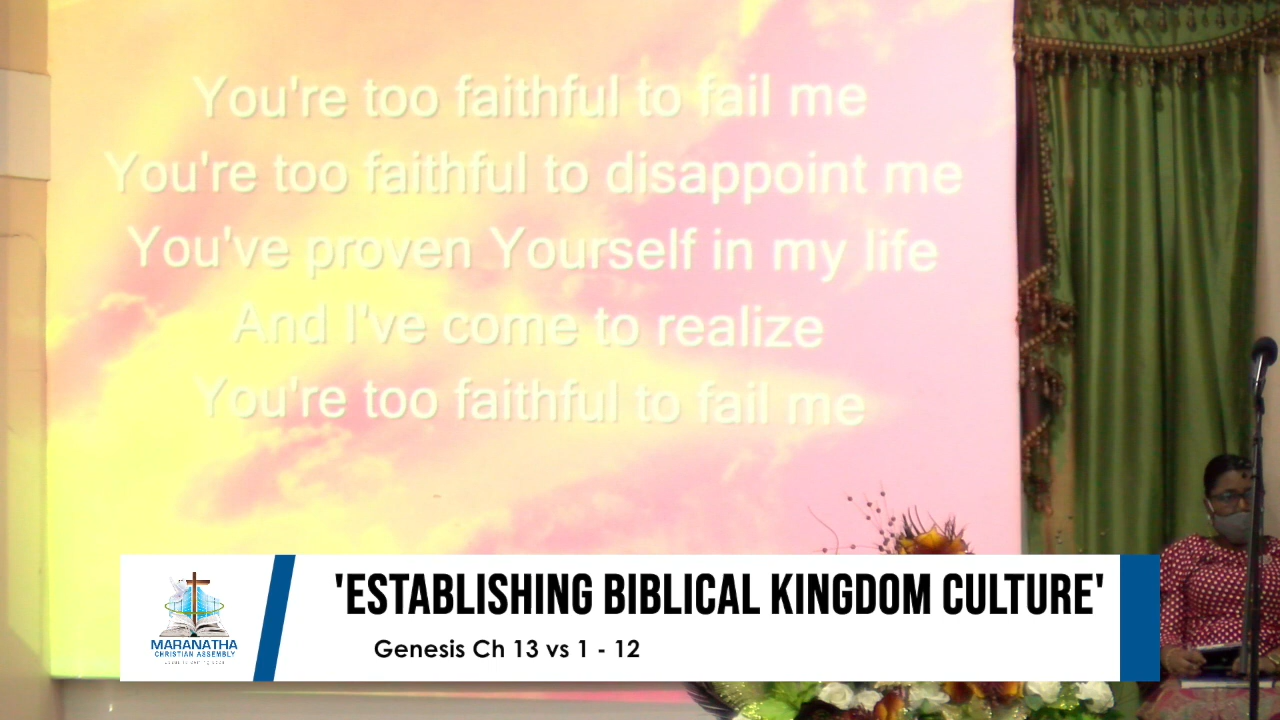 You're too faithful to fail me
You're too faithful to disappoint me
You've proven Yourself in my life
And I've come to realize
You're too faithful to fail me
'ESTABLISHING BIBLICAL KINGDOM CULTURE'
Genesis Ch 13 vs 1 - 12
MARANATHA
CHRISTIAN ASSEMBLY